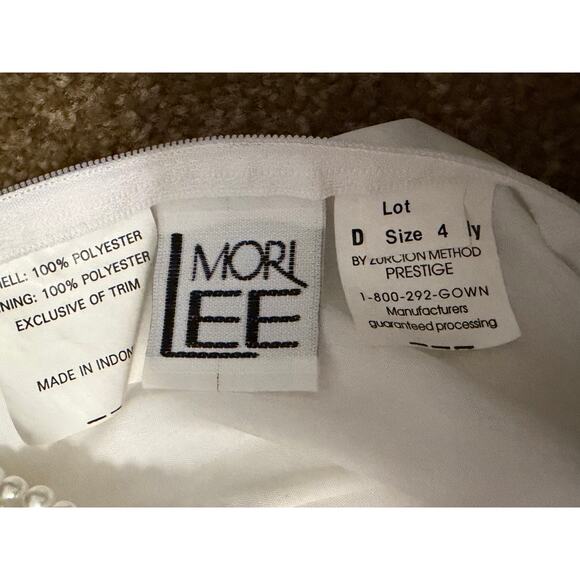 ELL: 100% POLYESTER
NING: 100% POLYESTER
EXCLUSIVE OF TRIM
MADE IN INDON
MORI
LEE
Lot
D Size 4 ly
BY ZURCION METHOD
PRESTIGE
1-800-292-GOWN
Manufacturers
guaranteed processing